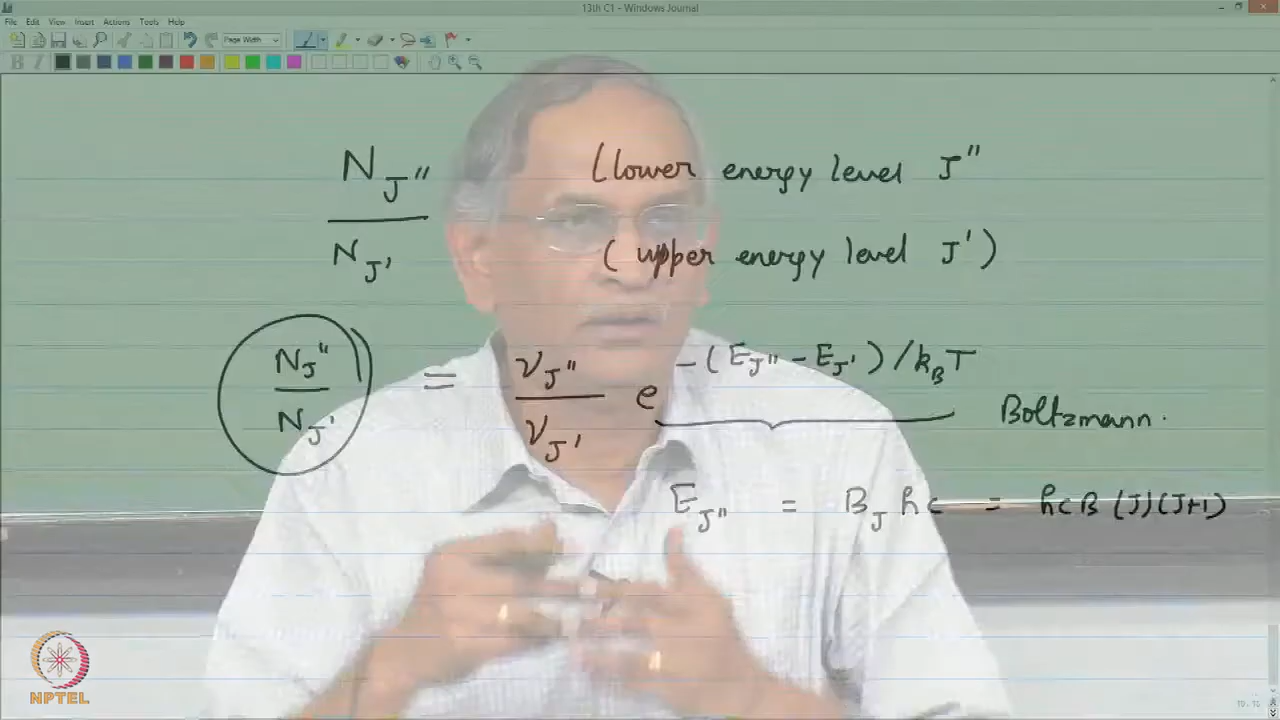 13th C1 - Windows Journal
File Edit View Insert Actions Tools Help
Page Width
B I
N_J'' (lower energy level J''
N_J' (upper energy level J')
N_J''/N_J' = ν_J''/ν_J' e^-(E_J'' - E_J')/k_B T Boltzmann.
E_J'' = B_J hc = hcB (J)(J+1)
NPTEL